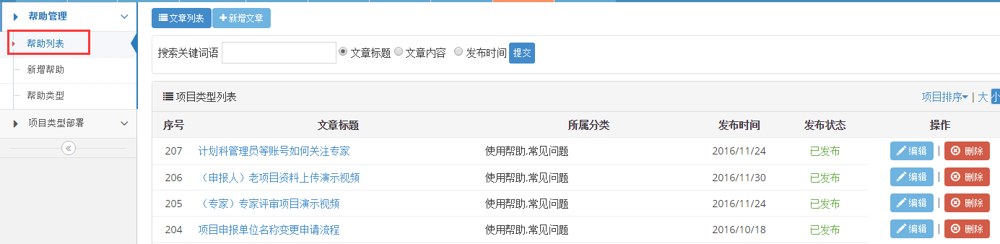 帮助管理
帮助列表
新增帮助
帮助类型
项目类型部署
文章列表 新增文章
搜索关键词语 文章标题 文章内容 发布时间 提交
项目类型列表 项目排序 | 大 小
序号 文章标题 所属分类 发布时间 发布状态 操作
207 计划科管理员等账号如何关注专家 使用帮助,常见问题 2016/11/24 已发布 编辑 | 删除
206 （申报人）老项目资料上传演示视频 使用帮助,常见问题 2016/11/30 已发布 编辑 | 删除
205 （专家）专家评审项目演示视频 使用帮助,常见问题 2016/11/24 已发布 编辑 | 删除
204 项目申报单位名称变更申请流程 使用帮助,常见问题 2016/10/18 已发布 编辑 | 删除